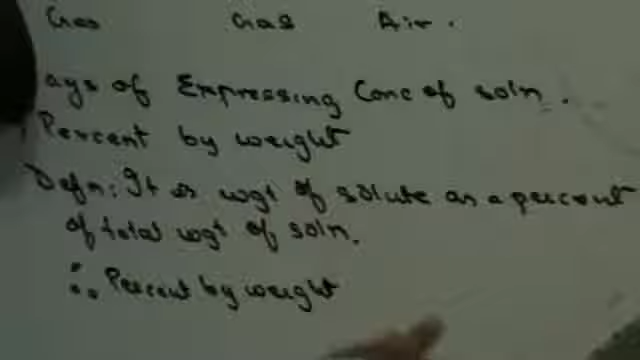 Gas Gas Air.
ays of Expressing Conc of soln.
Percent by weight
Defn: It is wgt of solute as a percent
of total wgt of soln.
∴ Percent by weight